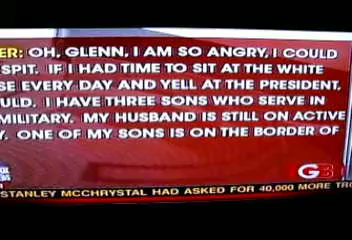 ER: OH, GLENN, I AM SO ANGRY, I COULD
SPIT. IF I HAD TIME TO SIT AT THE WHITE
SE EVERY DAY AND YELL AT THE PRESIDENT,
ULD. I HAVE THREE SONS WHO SERVE IN
MILITARY. MY HUSBAND IS STILL ON ACTIVE
Y. ONE OF MY SONS IS ON THE BORDER OF
GB
STANLEY MCCHRYSTAL HAD ASKED FOR 40,000 MORE TR